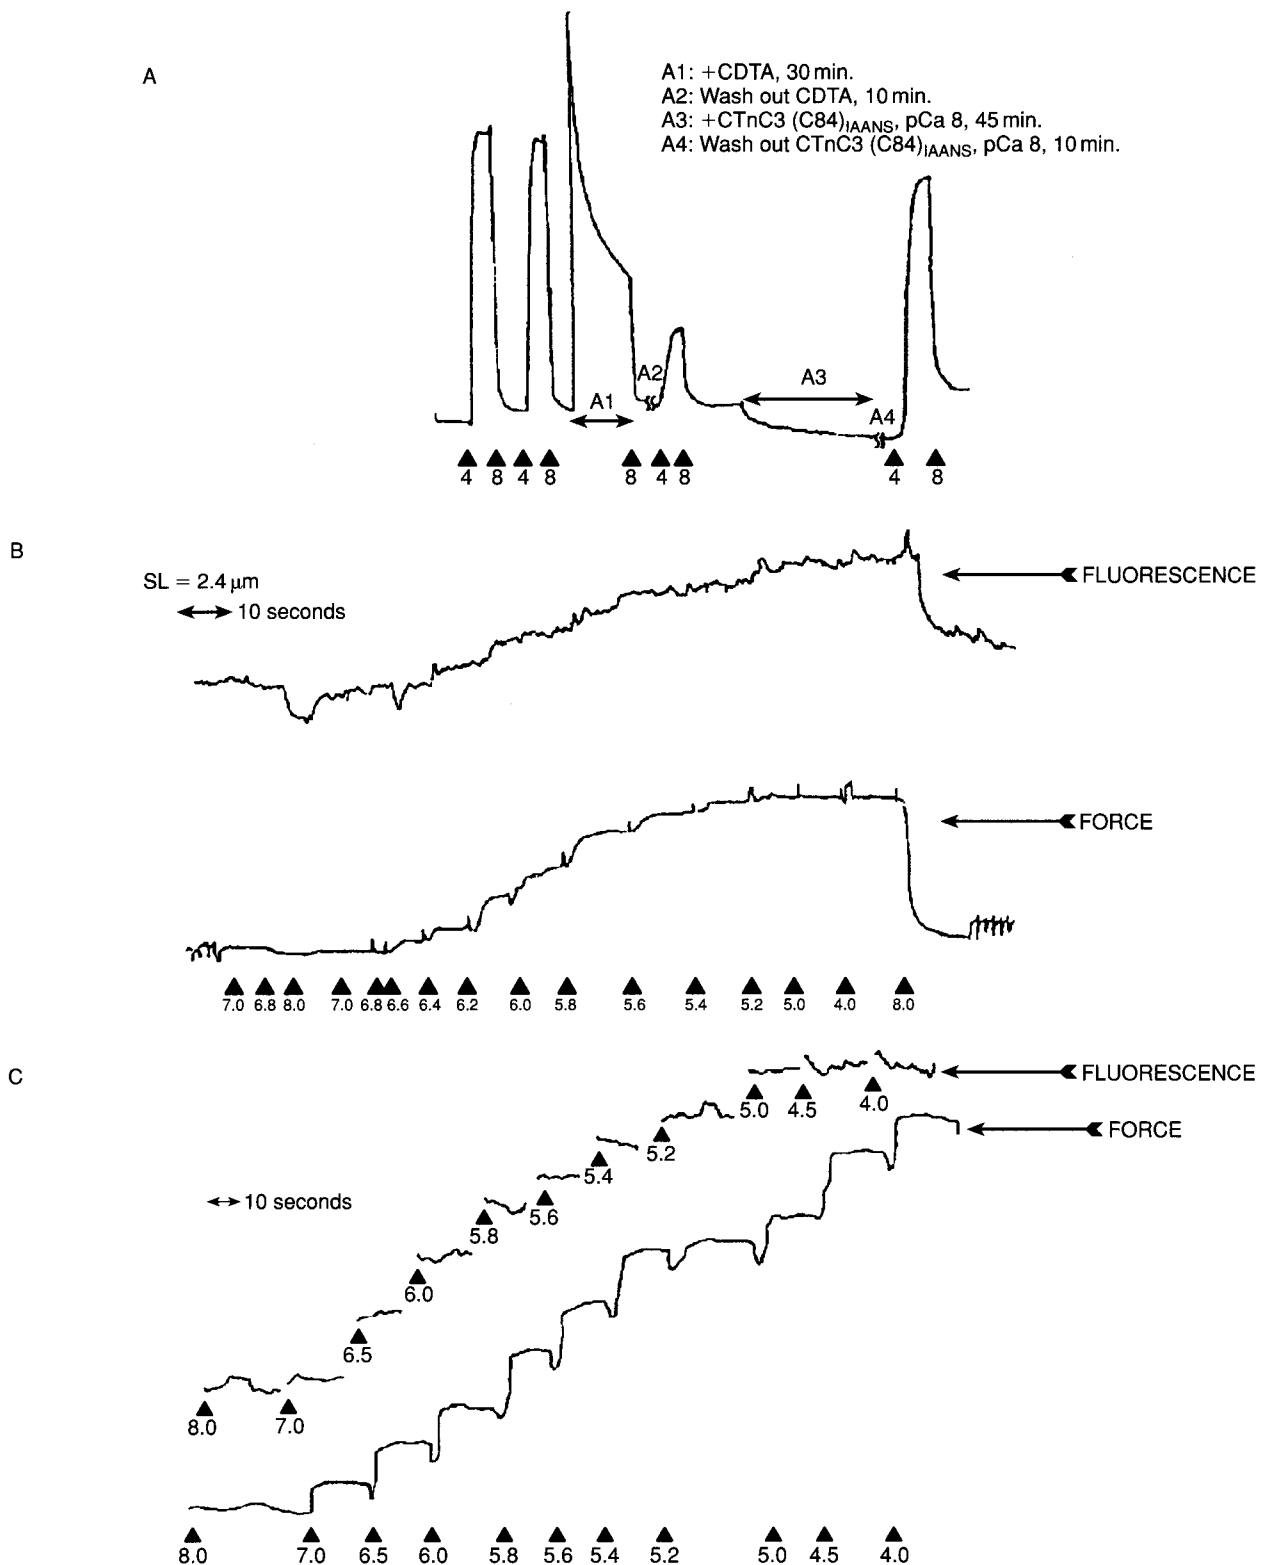 A
A1: +CDTA, 30 min.
A2: Wash out CDTA, 10 min.
A3: +CTnC3 (C84)IAANS, pCa 8, 45 min.
A4: Wash out CTnC3 (C84)IAANS, pCa 8, 10 min.
A1
A2
A3
A4
4 8 4 8 8 4 8 4 8
B
SL = 2.4 μm
10 seconds
FLUORESCENCE
FORCE
7.0 6.8 8.0 7.0 6.8 6.6 6.4 6.2 6.0 5.8 5.6 5.4 5.2 5.0 4.0 8.0
C
FLUORESCENCE
5.0 4.5 4.0
FORCE
5.2
5.4
10 seconds
5.6
5.8
6.0
6.5
8.0 7.0
8.0 7.0 6.5 6.0 5.8 5.6 5.4 5.2 5.0 4.5 4.0